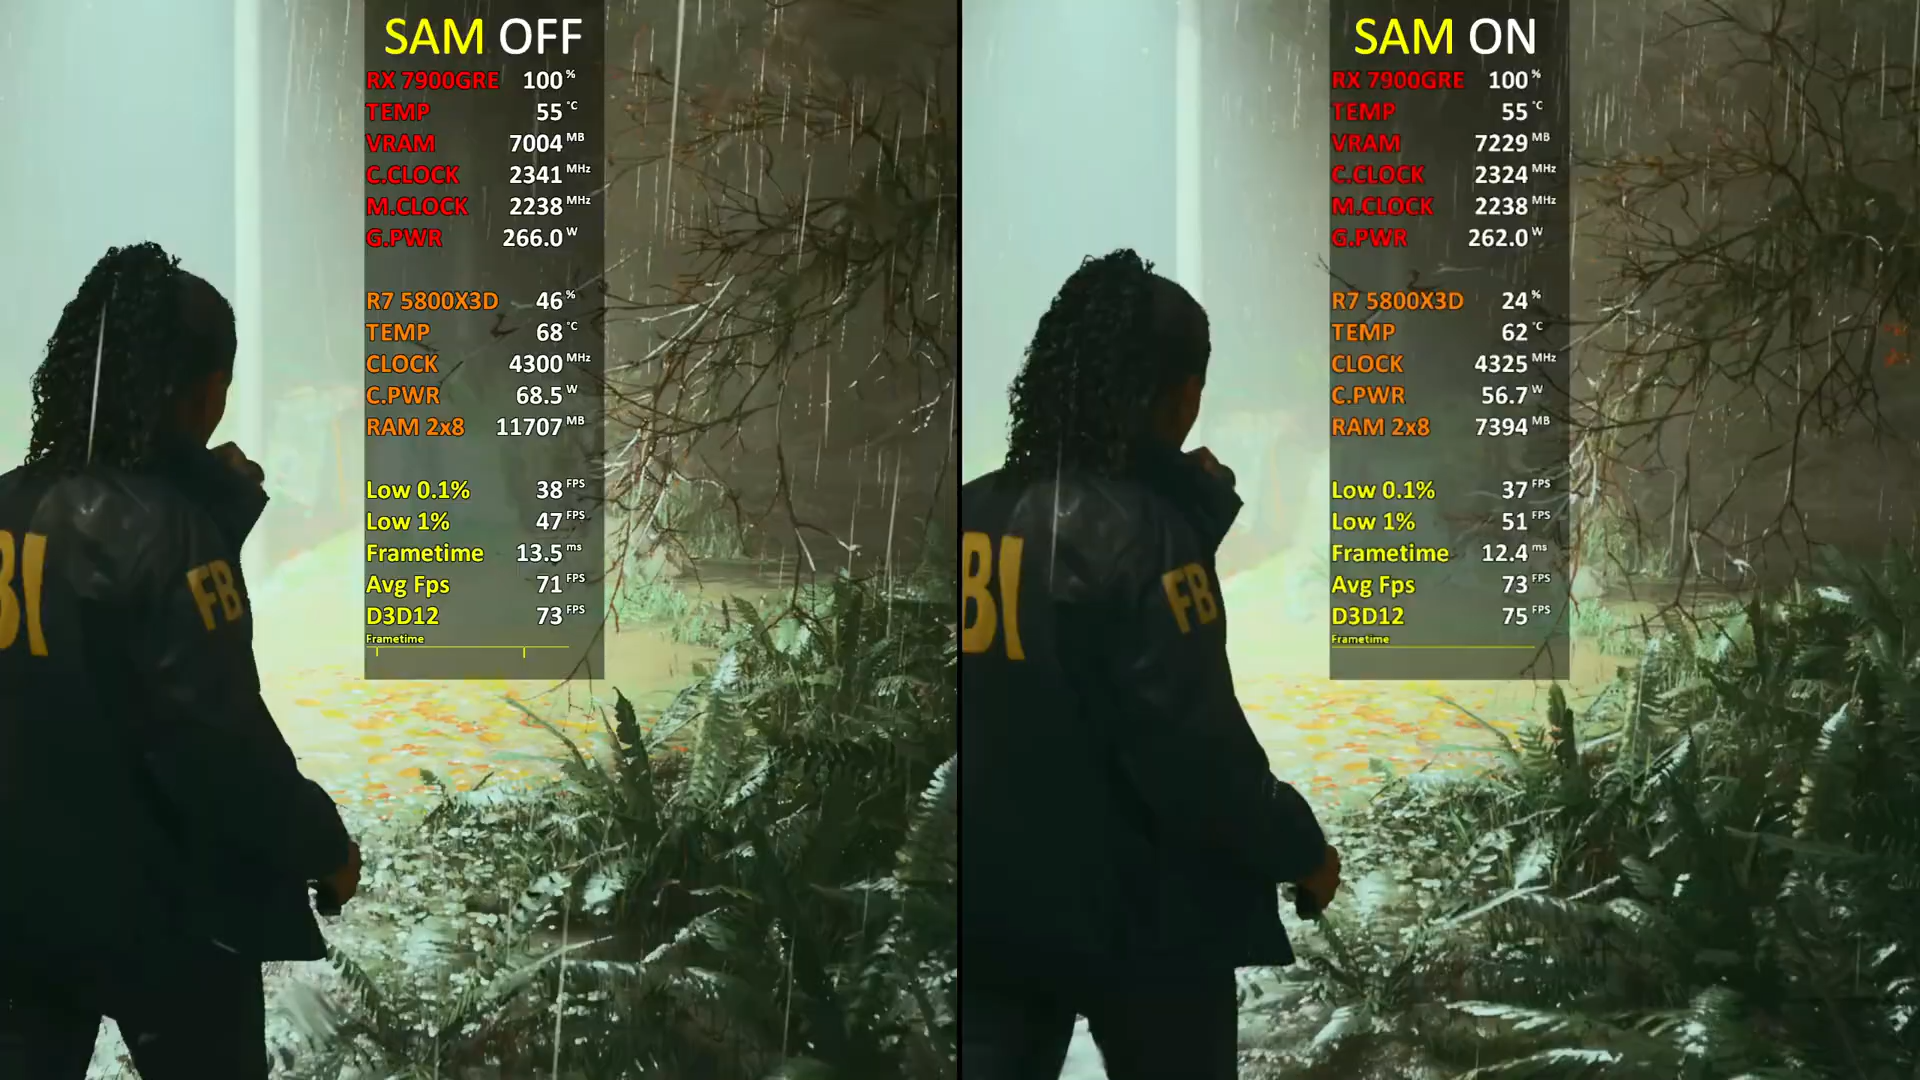 SAM OFF
RX 7900GRE 100 %
TEMP 55 °C
VRAM 7004 MB
C.CLOCK 2341 MHz
M.CLOCK 2238 MHz
G.PWR 266.0 W
R7 5800X3D 46 %
TEMP 68 °C
CLOCK 4300 MHz
C.PWR 68.5 W
RAM 2x8 11707 MB
Low 0.1% 38 FPS
Low 1% 47 FPS
Frametime 13.5 ms
Avg Fps 71 FPS
D3D12 73 FPS
Frametime
BI
FB
SAM ON
RX 7900GRE 100 %
TEMP 55 °C
VRAM 7229 MB
C.CLOCK 2324 MHz
M.CLOCK 2238 MHz
G.PWR 262.0 W
R7 5800X3D 24 %
TEMP 62 °C
CLOCK 4325 MHz
C.PWR 56.7 W
RAM 2x8 7394 MB
Low 0.1% 37 FPS
Low 1% 51 FPS
Frametime 12.4 ms
Avg Fps 73 FPS
D3D12 75 FPS
Frametime
BI
FB